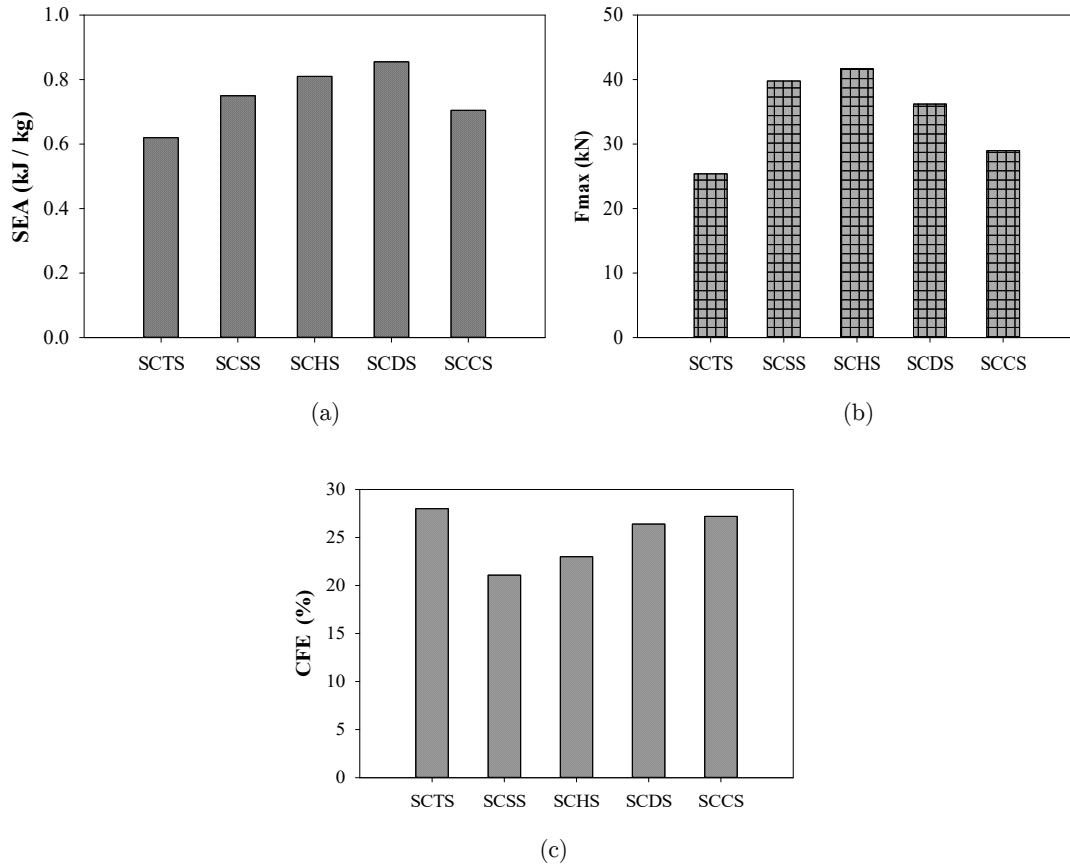 1.0
0.8
0.6
0.4
0.2
0.0
SEA (kJ / kg)
SCTS SCSS SCHS SCDS SCCS
(a)
50
40
30
20
10
0
Fmax (kN)
SCTS SCSS SCHS SCDS SCCS
(b)
30
25
20
15
10
5
0
CFE (%)
SCTS SCSS SCHS SCDS SCCS
(c)